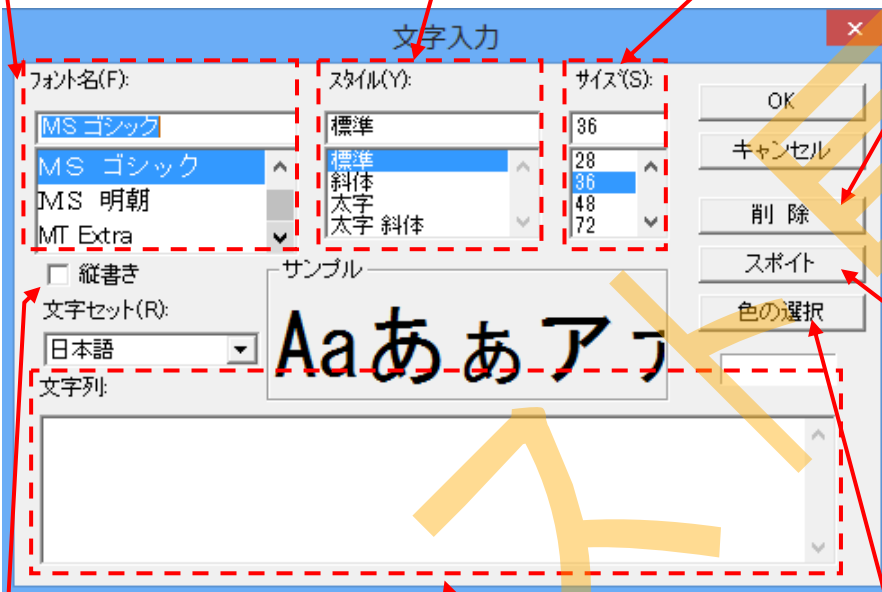 文字入力
フォント名(F):
スタイル(Y):
サイズ(S):
MS ゴシック
標準
36
OK
キャンセル
MS ゴシック
MS 明朝
MT Extra
標準
斜体
太字
太字 斜体
28
36
48
72
削 除
スポイト
色の選択
縦書き
サンプル
文字セット(R):
日本語
Aaあぁア
文字列: